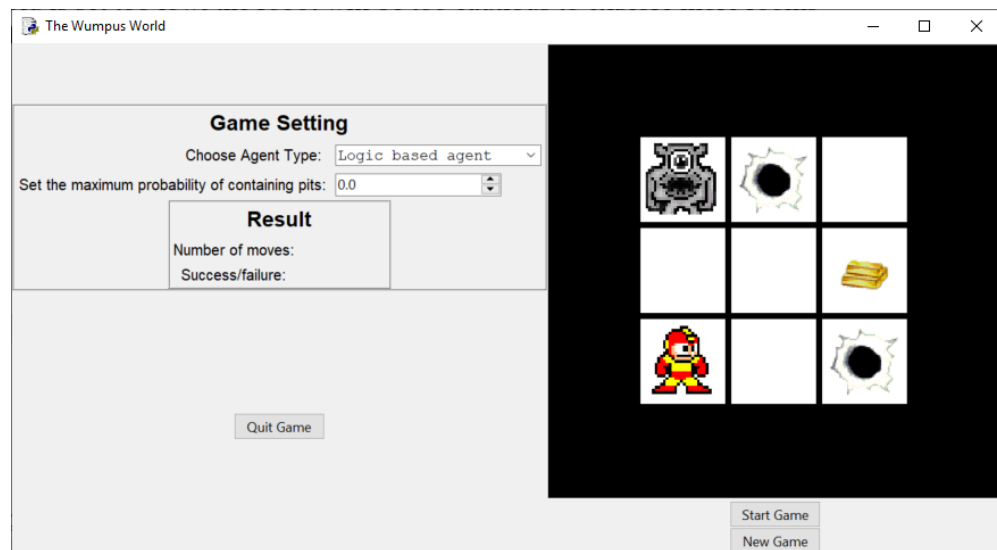 The Wumpus World
Game Setting
Choose Agent Type: Logic based agent
Set the maximum probability of containing pits: 0.0
Result
Number of moves:
Success/failure:
Quit Game
Start Game
New Game